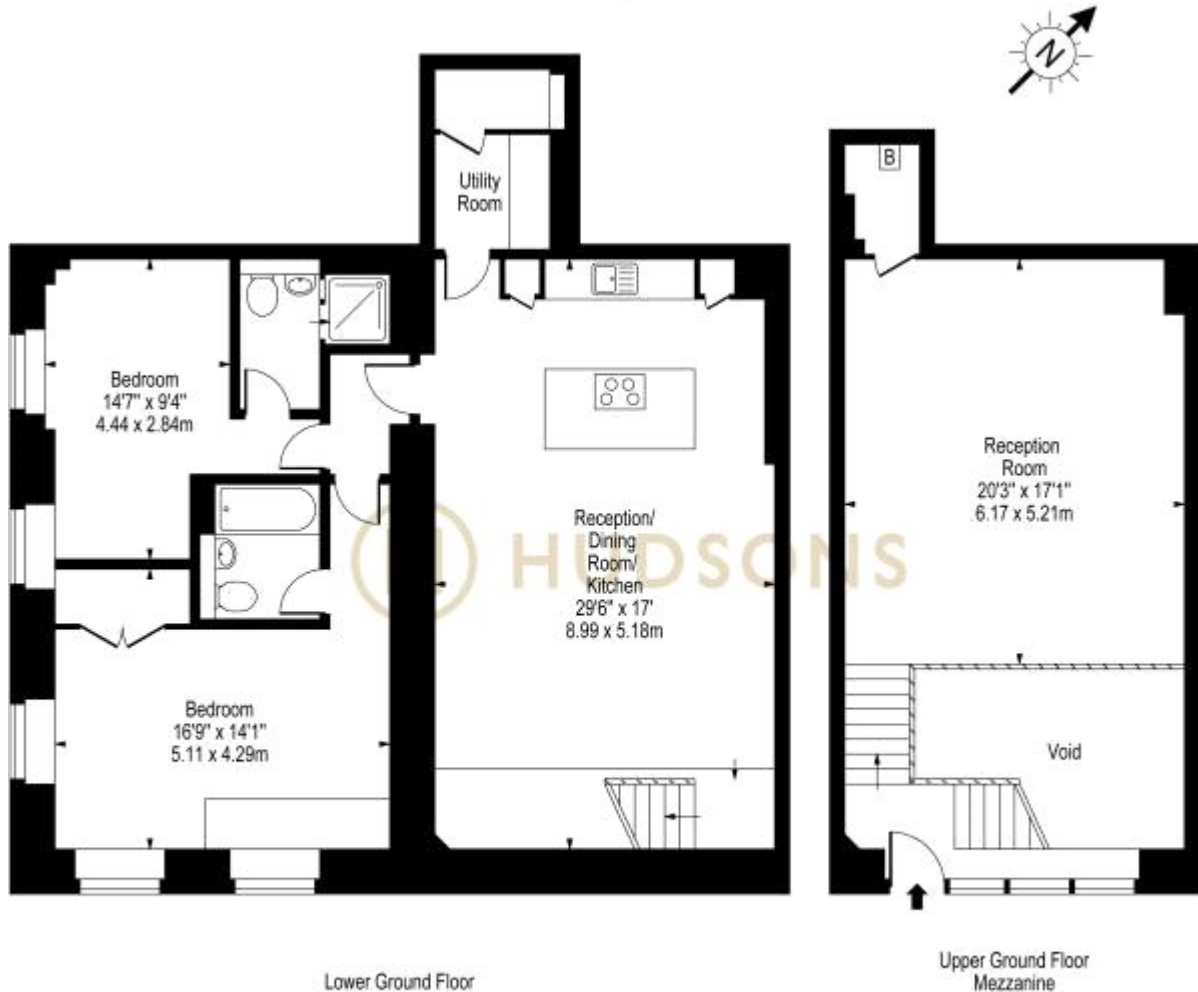 N
B
Utility
Room
Bedroom
14'7" x 9'4"
4.44 x 2.84m
Reception
Room
20'3" x 17'1"
6.17 x 5.21m
Reception/
Dining
Room/
Kitchen
29'6" x 17'
8.99 x 5.18m
HUDSONS
Bedroom
16'9" x 14'1"
5.11 x 4.29m
Void
Lower Ground Floor
Upper Ground Floor
Mezzanine